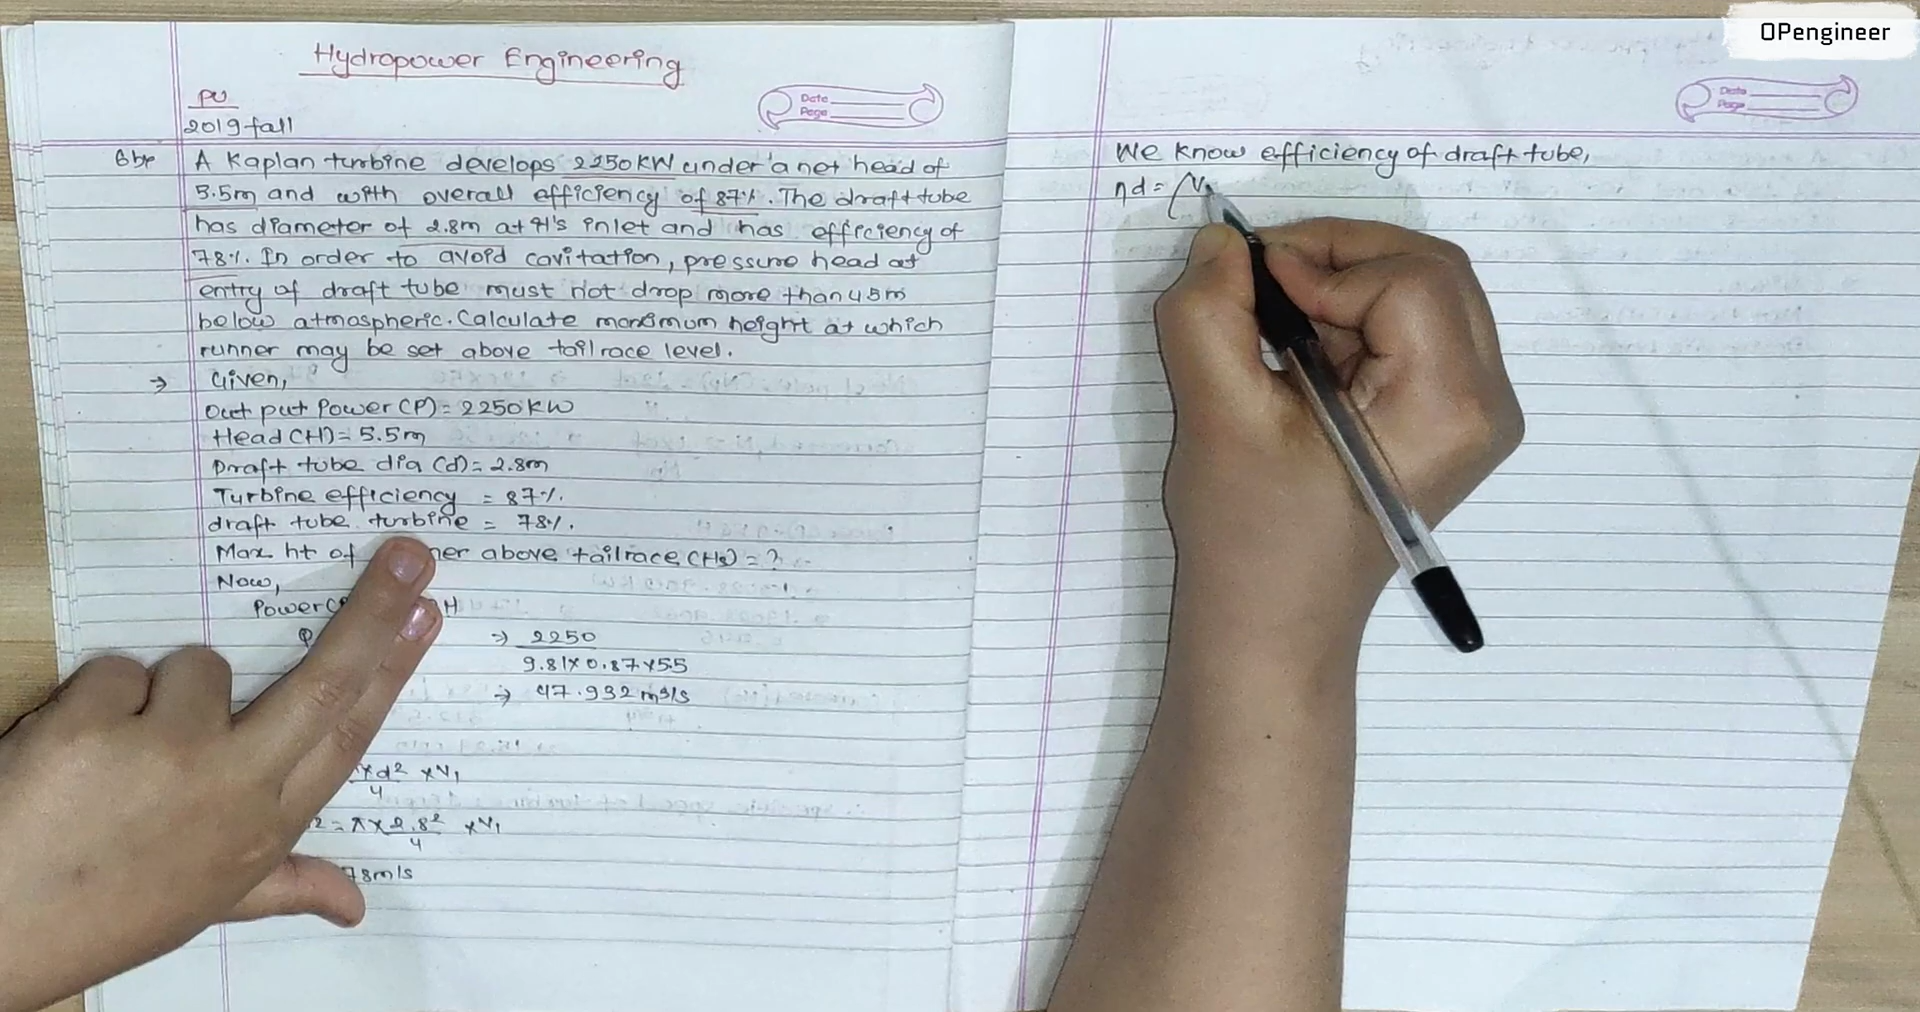 OPengineer
Hydropower Engineering
PU
2019 fall
Date
Page
6 b)
A Kaplan turbine develops 2250 KW under a net head of
5.5m and with overall efficiency of 87%. The draft tube
has diameter of 2.8m at it's inlet and has efficiency of
78%. In order to avoid cavitation, pressure head at
entry of draft tube must not drop more than 4.5m
below atmospheric. Calculate maximum height at which
runner may be set above tailrace level.
→ Given,
Out put Power (P) = 2250 KW
Head (H) = 5.5m
Draft tube dia (d) = 2.8m
Turbine efficiency = 87%.
draft tube turbine = 78%.
Max ht of above tailrace (Hs) = ?
Now,
Power H
⇒ 2250
9.81 x 0.87 x 5.5
⇒ 47.932 m3/s
x d² x V1
4
2 = π x 2.8² x V1
4
78 m/s
Date
Page
We know efficiency of draft tube,
ηd = (V